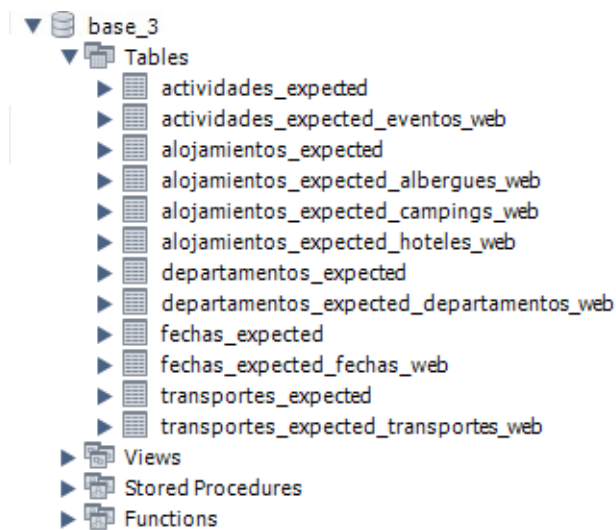 base_3
Tables
actividades_expected
actividades_expected_eventos_web
alojamientos_expected
alojamientos_expected_albergues_web
alojamientos_expected_campings_web
alojamientos_expected_hoteles_web
departamentos_expected
departamentos_expected_departamentos_web
fechas_expected
fechas_expected_fechas_web
transportes_expected
transportes_expected_transportes_web
Views
Stored Procedures
Functions